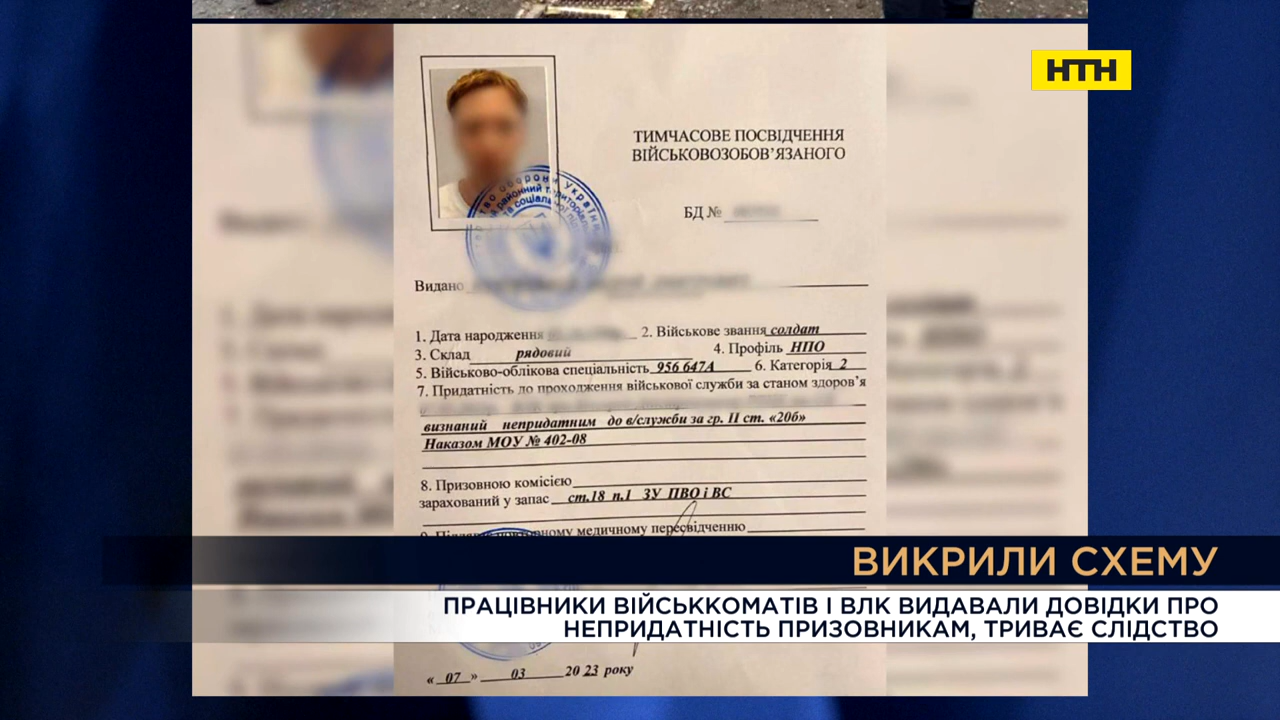 НТН
ТИМЧАСОВЕ ПОСВІДЧЕННЯ
ВІЙСЬКОВОЗОБОВ'ЯЗАНОГО
БД №
Видано
1. Дата народження 2. Військове звання солдат
3. Склад рядовий 4. Профіль НПО
5. Військово-облікова спеціальність 956 647А 6. Категорія 2
7. Придатність до проходження військової служби за станом здоров'я
визнаний непридатним до в/служби за гр. ІІ ст. «20б»
Наказом МОУ № 402-08
8. Призовною комісією
зарахований у запас ст.18 п.1 ЗУ ПВО і ВС
медичному пересвідченню
ВИКРИЛИ СХЕМУ
ПРАЦІВНИКИ ВІЙСЬККОМАТІВ І ВЛК ВИДАВАЛИ ДОВІДКИ ПРО
НЕПРИДАТНІСТЬ ПРИЗОВНИКАМ, ТРИВАЄ СЛІДСТВО
« 07 » 03 2023 року